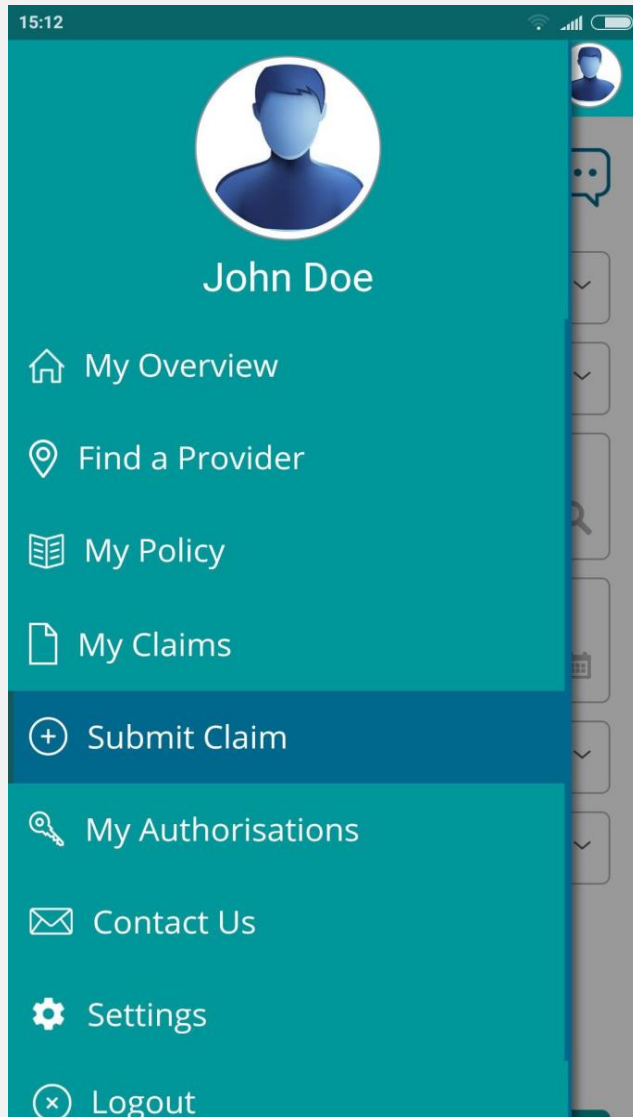 15:12
John Doe
My Overview
Find a Provider
My Policy
My Claims
Submit Claim
My Authorisations
Contact Us
Settings
Logout